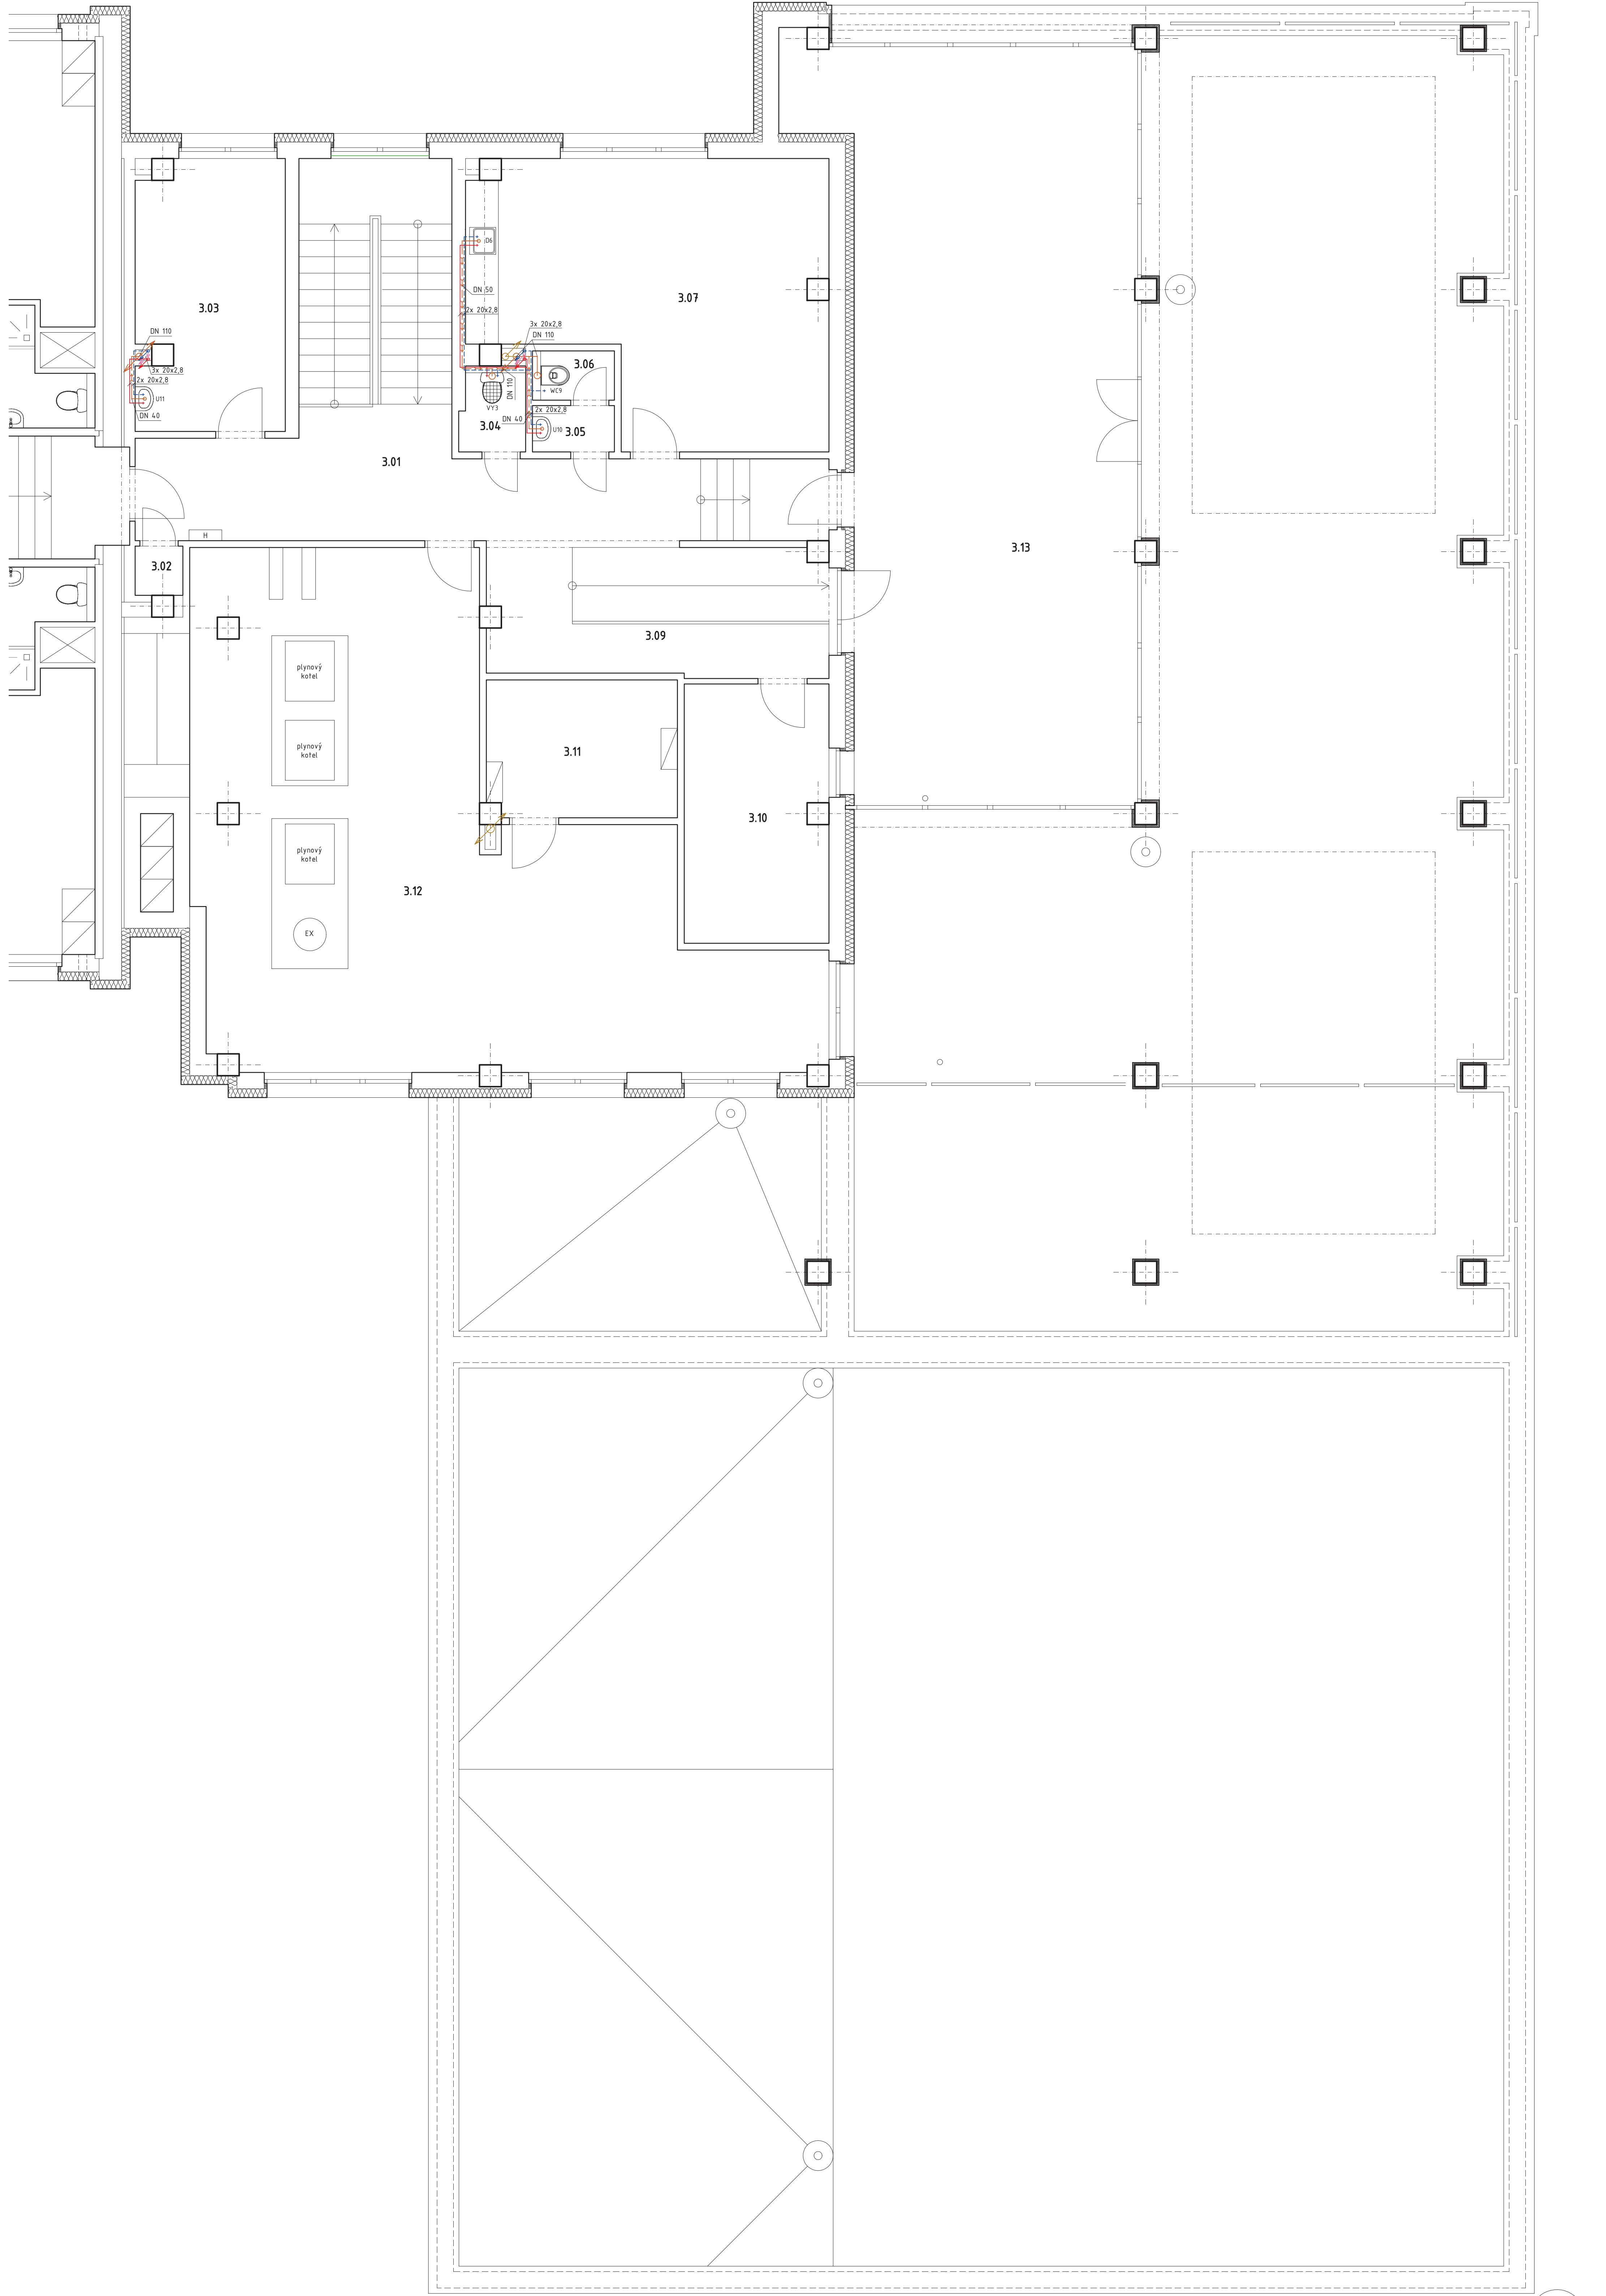 D6
DN 50
3.07
3.03
2x 20x2,8
3x 20x2,8
DN 110
DN 110
3.06
3x 20x2,8
2x 20x2,8
DN 110
WC9
U11
VY3
2x 20x2,8
DN 40
DN 40
3.04
U10
3.05
3.01
H
3.13
3.02
3.09
plynový
kotel
plynový
kotel
3.11
3.10
plynový
kotel
3.12
EX